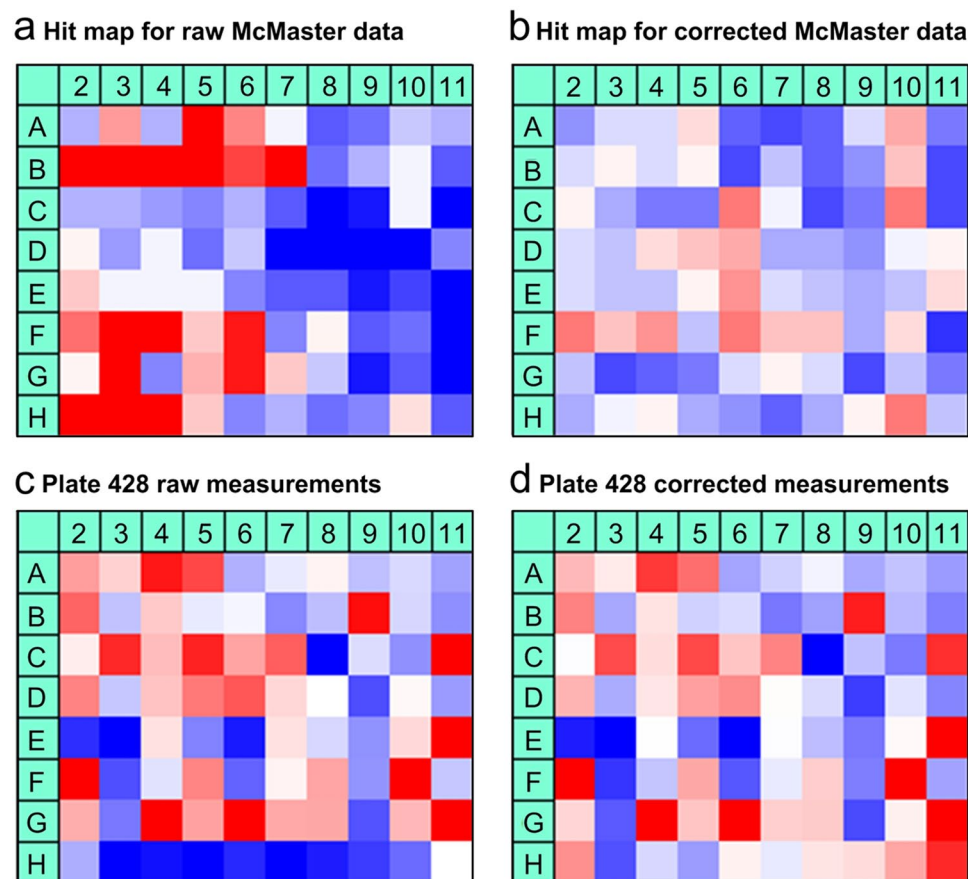 a Hit map for raw McMaster data
2 3 4 5 6 7 8 9 10 11
A
B
C
D
E
F
G
H
b Hit map for corrected McMaster data
2 3 4 5 6 7 8 9 10 11
A
B
C
D
E
F
G
H
c Plate 428 raw measurements
2 3 4 5 6 7 8 9 10 11
A
B
C
D
E
F
G
H
d Plate 428 corrected measurements
2 3 4 5 6 7 8 9 10 11
A
B
C
D
E
F
G
H